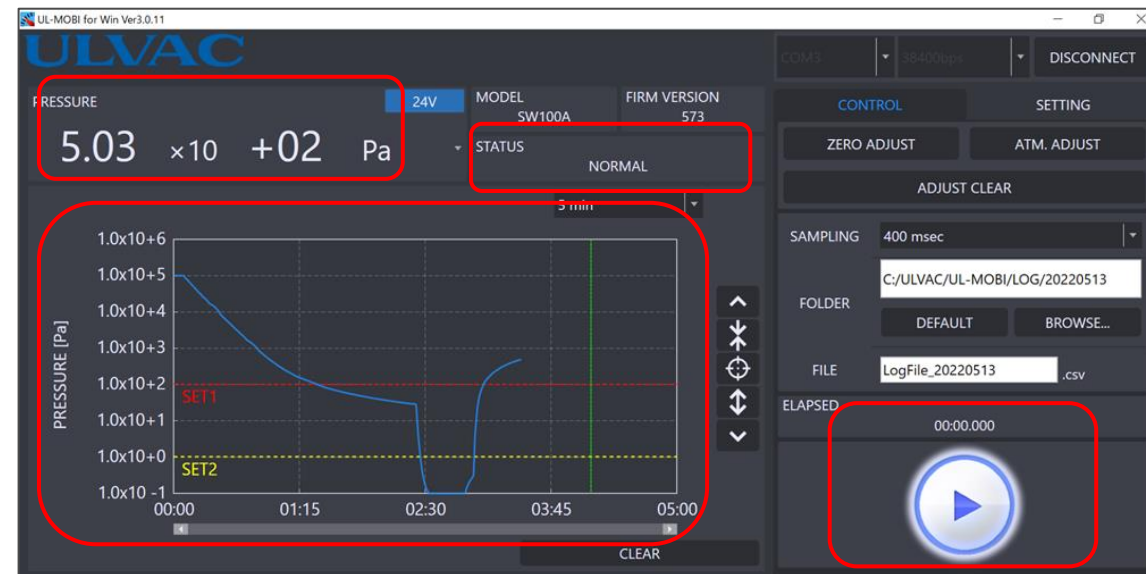 UL-MOBI for Win Ver3.0.11
ULVAC
COM3
38400bps
DISCONNECT
PRESSURE
24V
5.03 ×10 +02 Pa
MODEL
SW100A
FIRM VERSION
573
STATUS
NORMAL
CONTROL
SETTING
ZERO ADJUST
ATM. ADJUST
ADJUST CLEAR
5 min
SAMPLING
400 msec
FOLDER
C:/ULVAC/UL-MOBI/LOG/20220513
DEFAULT
BROWSE...
FILE
LogFile_20220513
.csv
ELAPSED
00:00.000
PRESSURE [Pa]
1.0x10+6
1.0x10+5
1.0x10+4
1.0x10+3
1.0x10+2
SET1
1.0x10+1
1.0x10+0
SET2
1.0x10 -1
00:00
01:15
02:30
03:45
05:00
CLEAR